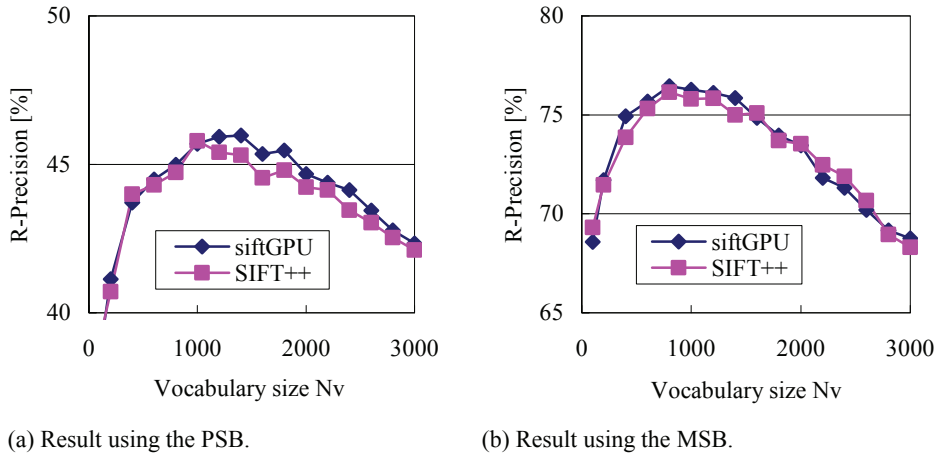 50
45
40
R-Precision [%]
siftGPU
SIFT++
0 1000 2000 3000
Vocabulary size Nv
(a) Result using the PSB.
80
75
70
65
R-Precision [%]
siftGPU
SIFT++
0 1000 2000 3000
Vocabulary size Nv
(b) Result using the MSB.